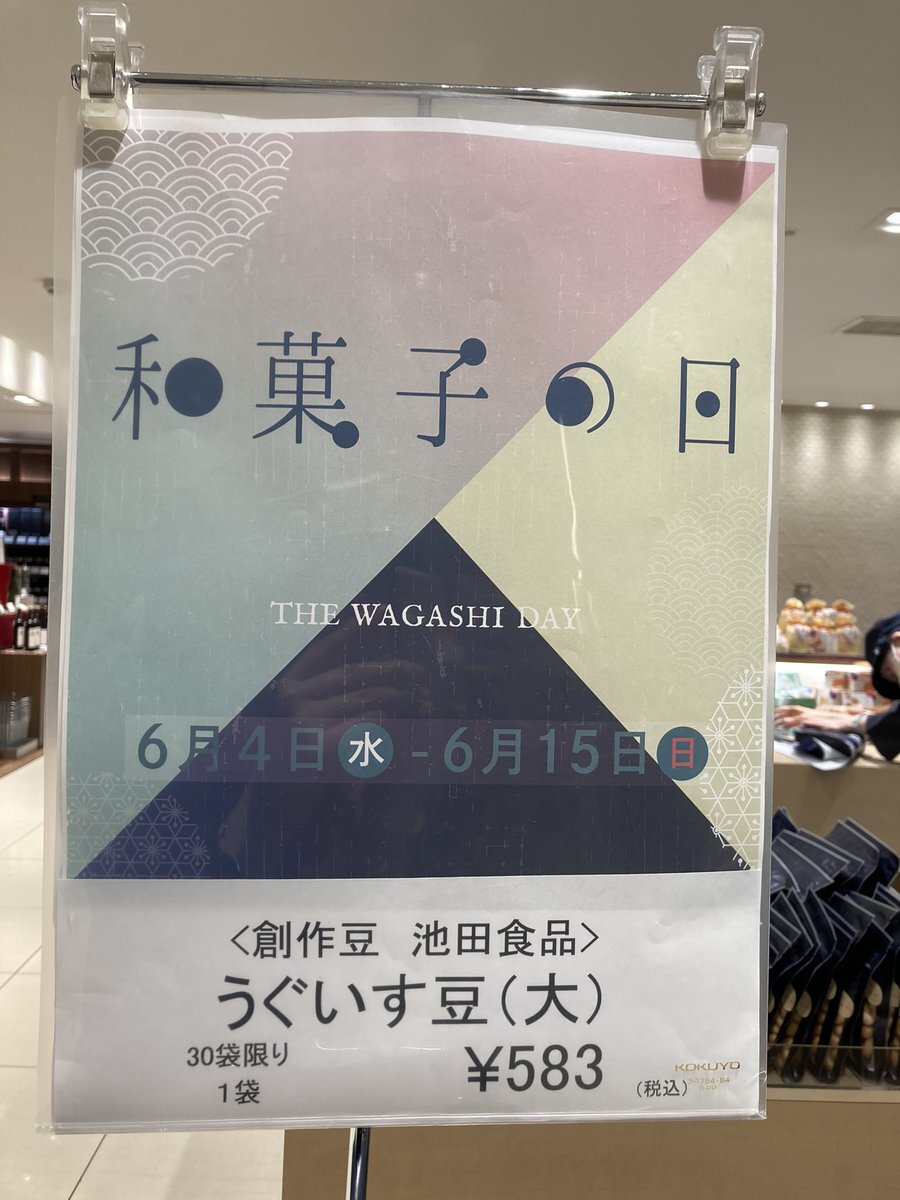 和菓子の日
THE WAGASHI DAY
6月4日水-6月15日日
<創作豆 池田食品>
うぐいす豆(大)
30袋限り
1袋
¥583
(税込)
KOKUYO